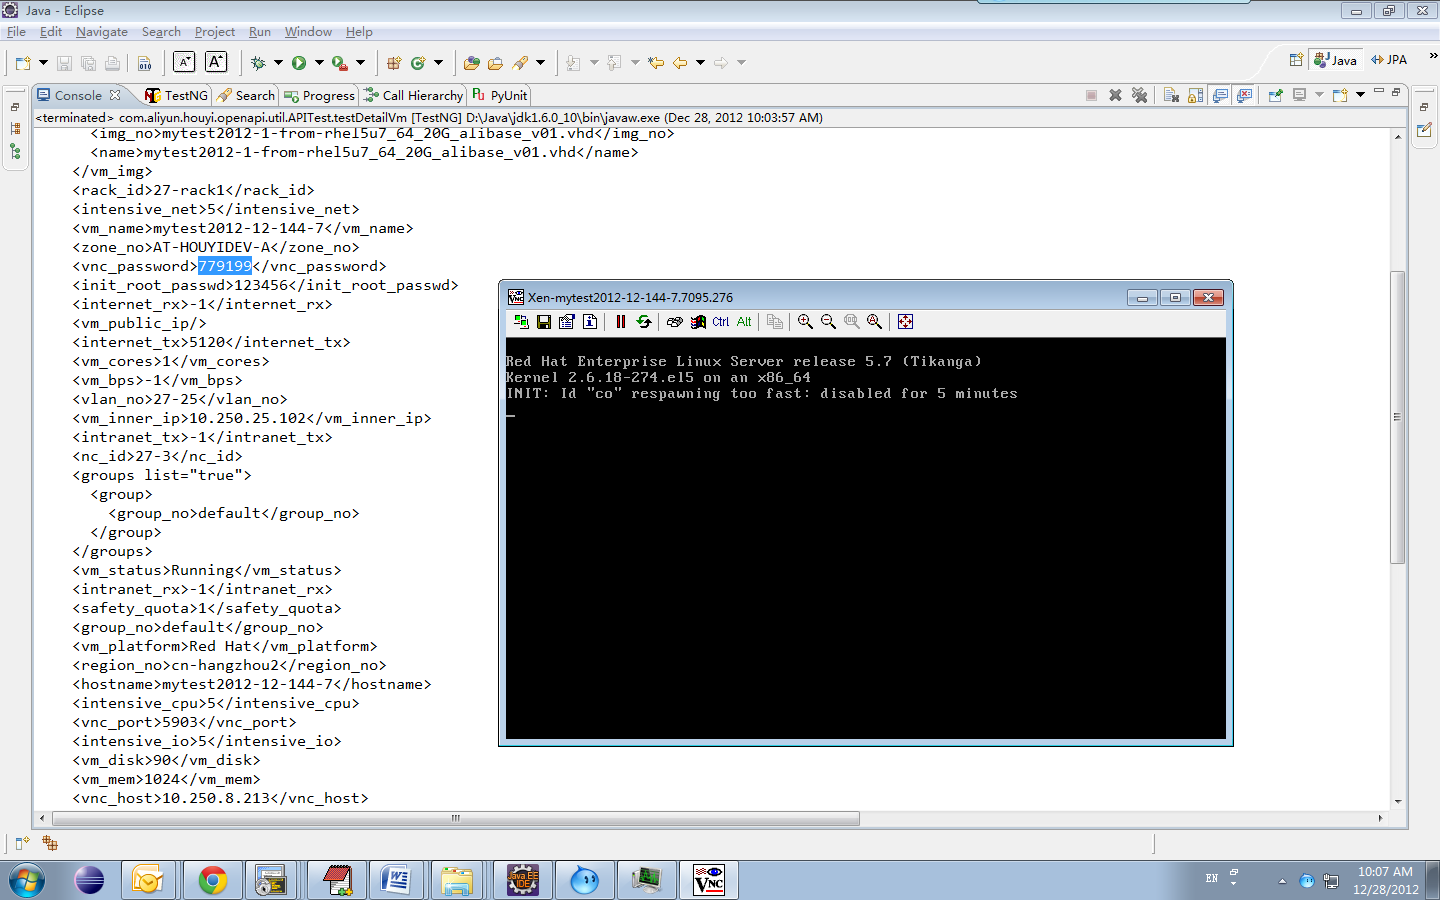 Java - Eclipse
File Edit Navigate Search Project Run Window Help
Java JPA
Console TestNG Search Progress Call Hierarchy PyUnit
<terminated> com.aliyun.houyi.openapi.util.APITest.testDetailVm [TestNG] D:\Java\jdk1.6.0_10\bin\javaw.exe (Dec 28, 2012 10:03:57 AM)
<img_no>mytest2012-1-from-rhel5u7_64_20G_alibase_v01.vhd</img_no>
<name>mytest2012-1-from-rhel5u7_64_20G_alibase_v01.vhd</name>
</vm_img>
<rack_id>27-rack1</rack_id>
<intensive_net>5</intensive_net>
<vm_name>mytest2012-12-144-7</vm_name>
<zone_no>AT-HOUYIDEV-A</zone_no>
<vnc_password>779199</vnc_password>
<init_root_passwd>123456</init_root_passwd>
<internet_rx>-1</internet_rx>
<vm_public_ip/>
<internet_tx>5120</internet_tx>
<vm_cores>1</vm_cores>
<vm_bps>-1</vm_bps>
<vlan_no>27-25</vlan_no>
<vm_inner_ip>10.250.25.102</vm_inner_ip>
<intranet_tx>-1</intranet_tx>
<nc_id>27-3</nc_id>
<groups list="true">
<group>
<group_no>default</group_no>
</group>
</groups>
<vm_status>Running</vm_status>
<intranet_rx>-1</intranet_rx>
<safety_quota>1</safety_quota>
<group_no>default</group_no>
<vm_platform>Red Hat</vm_platform>
<region_no>cn-hangzhou2</region_no>
<hostname>mytest2012-12-144-7</hostname>
<intensive_cpu>5</intensive_cpu>
<vnc_port>5903</vnc_port>
<intensive_io>5</intensive_io>
<vm_disk>90</vm_disk>
<vm_mem>1024</vm_mem>
<vnc_host>10.250.8.213</vnc_host>
Xen-mytest2012-12-144-7.7095.276
Ctrl Alt
Red Hat Enterprise Linux Server release 5.7 (Tikanga)
Kernel 2.6.18-274.el5 on an x86_64
INIT: Id "co" respawning too fast: disabled for 5 minutes
Java EE
IDE
VNC
EN
10:07 AM
12/28/2012